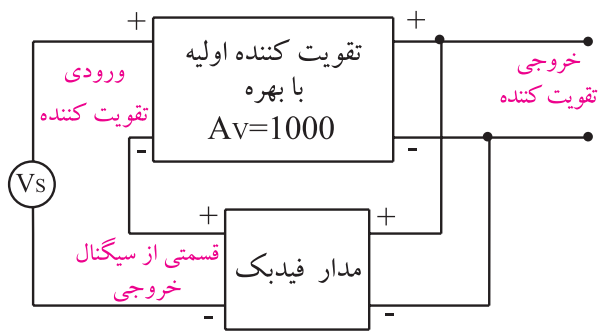 +
+
تقویت کننده اولیه
با بهره
Av=1000
ورودی
تقویت کننده
خروجی
تقویت کننده
-
-
Vs
+
+
قسمتی از سیگنال
خروجی
مدار فیدبک
-
-